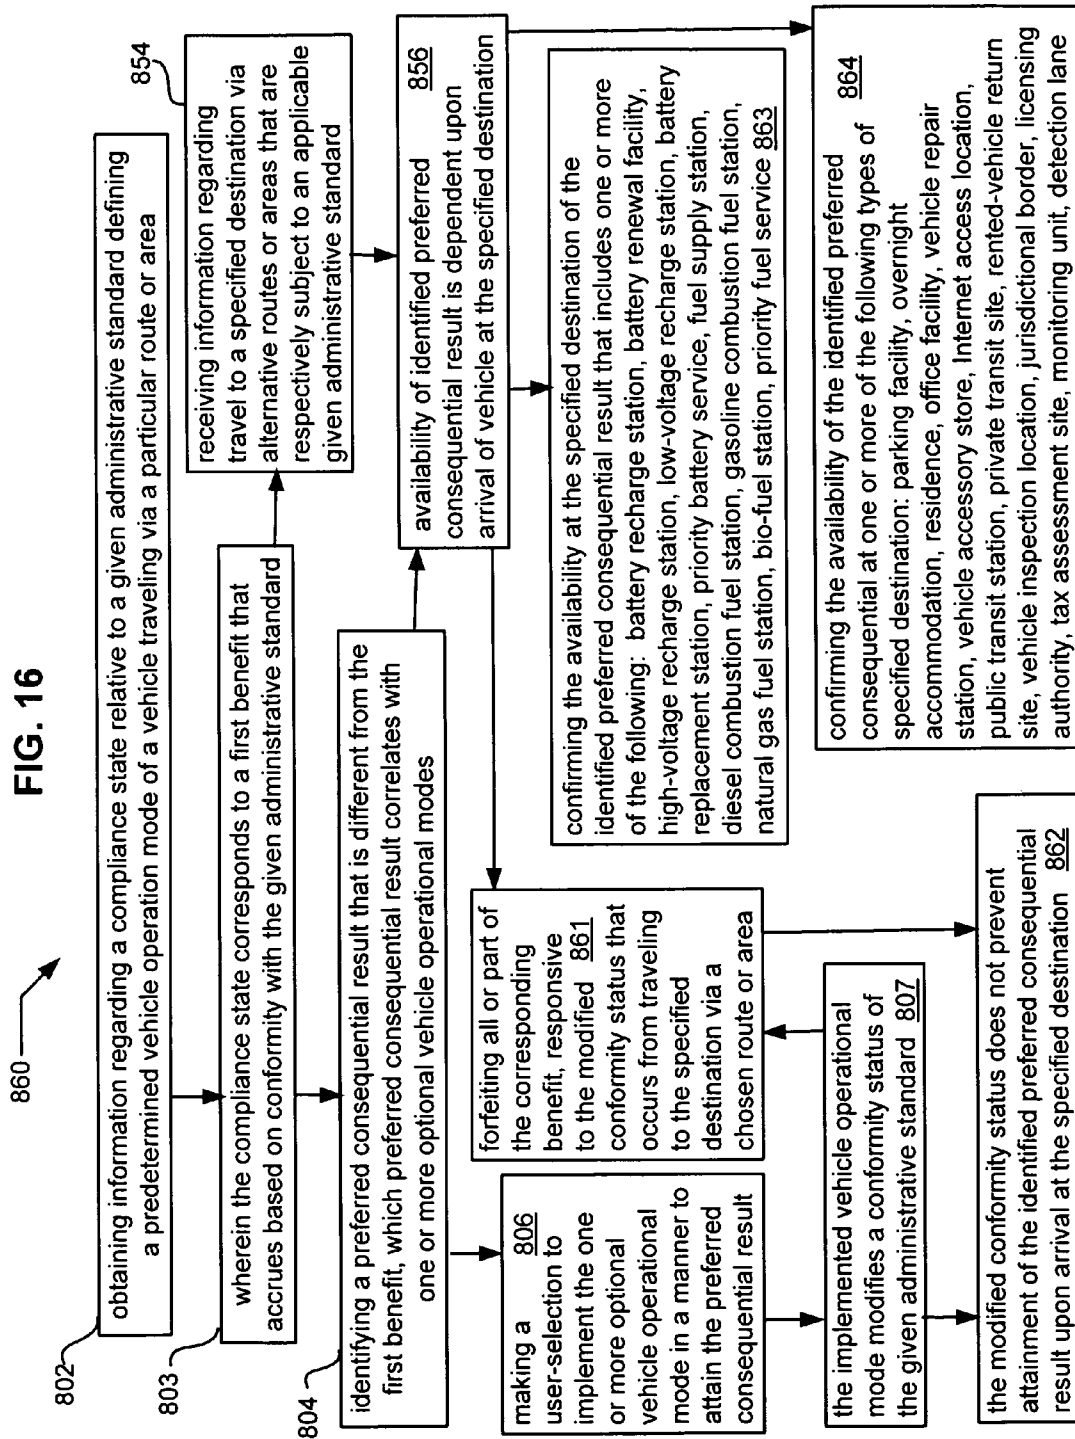 FIG. 16
860
802
obtaining information regarding a compliance state relative to a given administrative standard defining
a predetermined vehicle operation mode of a vehicle traveling via a particular route or area
803
wherein the compliance state corresponds to a first benefit that
accrues based on conformity with the given administrative standard
854
receiving information regarding
travel to a specified destination via
alternative routes or areas that are
respectively subject to an applicable
given administrative standard
804
identifying a preferred consequential result that is different from the
first benefit, which preferred consequential result correlates with
one or more optional vehicle operational modes
availability of identified preferred 856
consequential result is dependent upon
arrival of vehicle at the specified destination
making a 806
user-selection to
implement the one
or more optional
vehicle operational
mode in a manner to
attain the preferred
consequential result
forfeiting all or part of
the corresponding
benefit, responsive
to the modified 861
conformity status that
occurs from traveling
to the specified
destination via a
chosen route or area
confirming the availability at the specified destination of the
identified preferred consequential result that includes one or more
of the following: battery recharge station, battery renewal facility,
high-voltage recharge station, low-voltage recharge station, battery
replacement station, priority battery service, fuel supply station,
diesel combustion fuel station, gasoline combustion fuel station,
natural gas fuel station, bio-fuel station, priority fuel service 863
the implemented vehicle operational
mode modifies a conformity status of
the given administrative standard 807
the modified conformity status does not prevent
attainment of the identified preferred consequential
result upon arrival at the specified destination 862
confirming the availability of the identified preferred 864
consequential at one or more of the following types of
specified destination: parking facility, overnight
accommodation, residence, office facility, vehicle repair
station, vehicle accessory store, Internet access location,
public transit station, private transit site, rented-vehicle return
site, vehicle inspection location, jurisdictional border, licensing
authority, tax assessment site, monitoring unit, detection lane